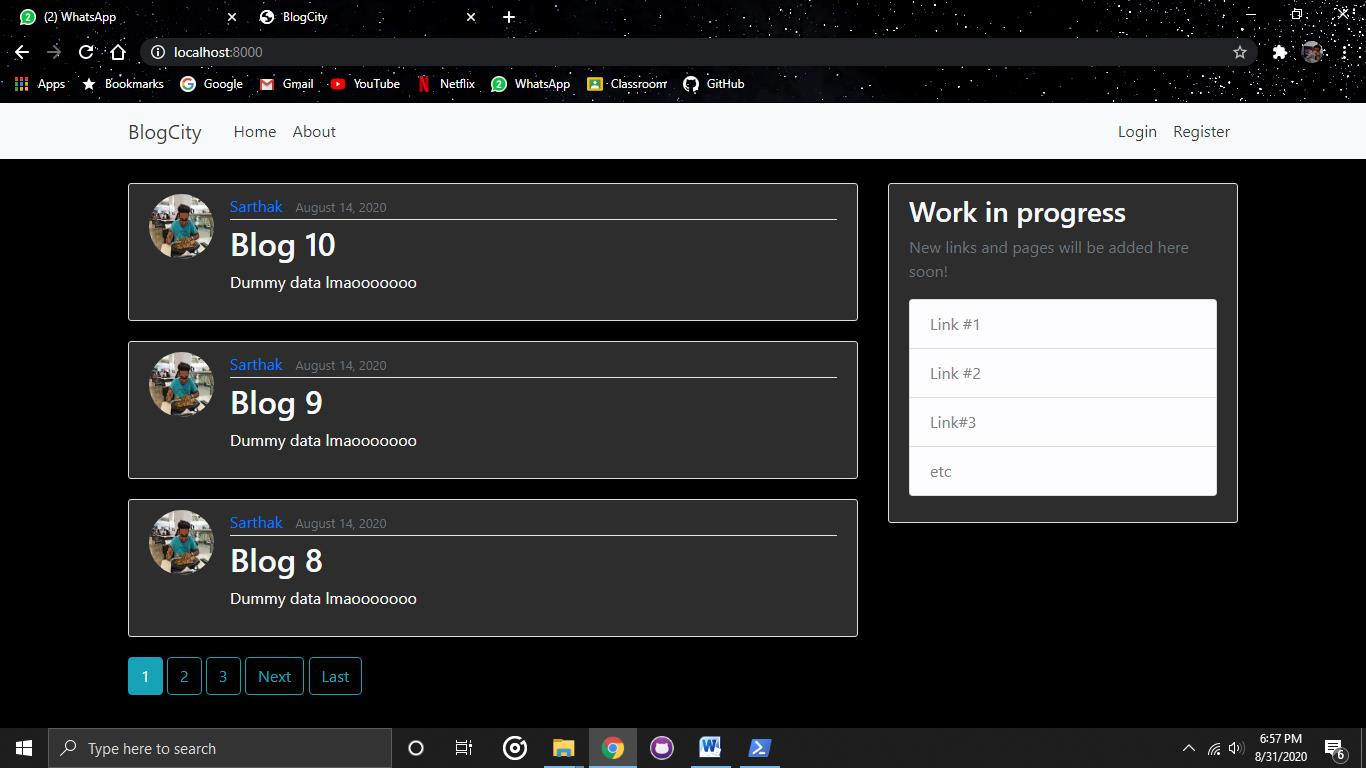 (2) WhatsApp
BlogCity
localhost:8000
Apps Bookmarks Google Gmail YouTube Netflix WhatsApp Classroom GitHub
BlogCity Home About Login Register
Sarthak August 14, 2020
Blog 10
Dummy data lmaooooooo
Sarthak August 14, 2020
Blog 9
Dummy data lmaooooooo
Sarthak August 14, 2020
Blog 8
Dummy data lmaooooooo
1 2 3 Next Last
Work in progress
New links and pages will be added here
soon!
Link #1
Link #2
Link#3
etc
Type here to search
6:57 PM
8/31/2020
6